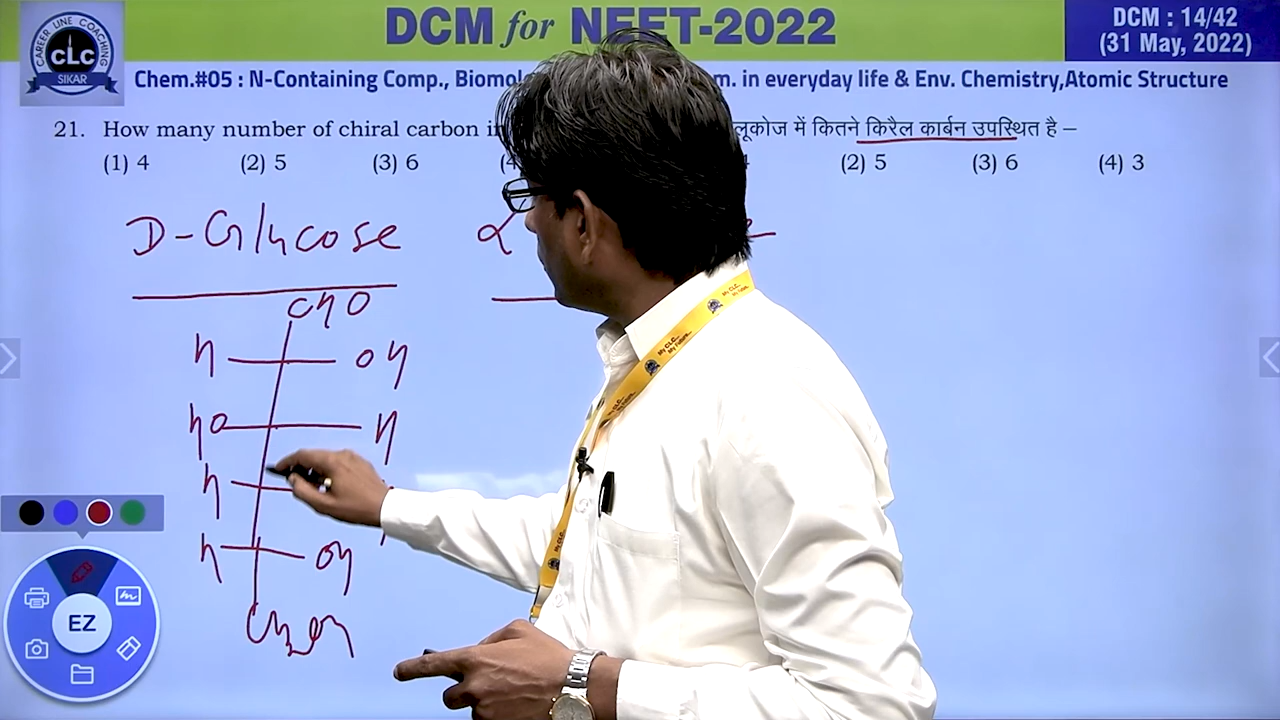 DCM for NEET-2022
DCM : 14/42
(31 May, 2022)
CAREER LINE COACHING
CLC
SIKAR
Chem.#05 : N-Containing Comp., m. in everyday life & Env. Chemistry,Atomic Structure
21. How many number of chiral carbon में कितने किरैल कार्बन उपस्थित है –
(1) 4 (2) 5 (3) 6 (2) 5 (3) 6 (4) 3
D-Glucose α
CHO
H OH
HO H
H
H OH
CH2OH
EZ